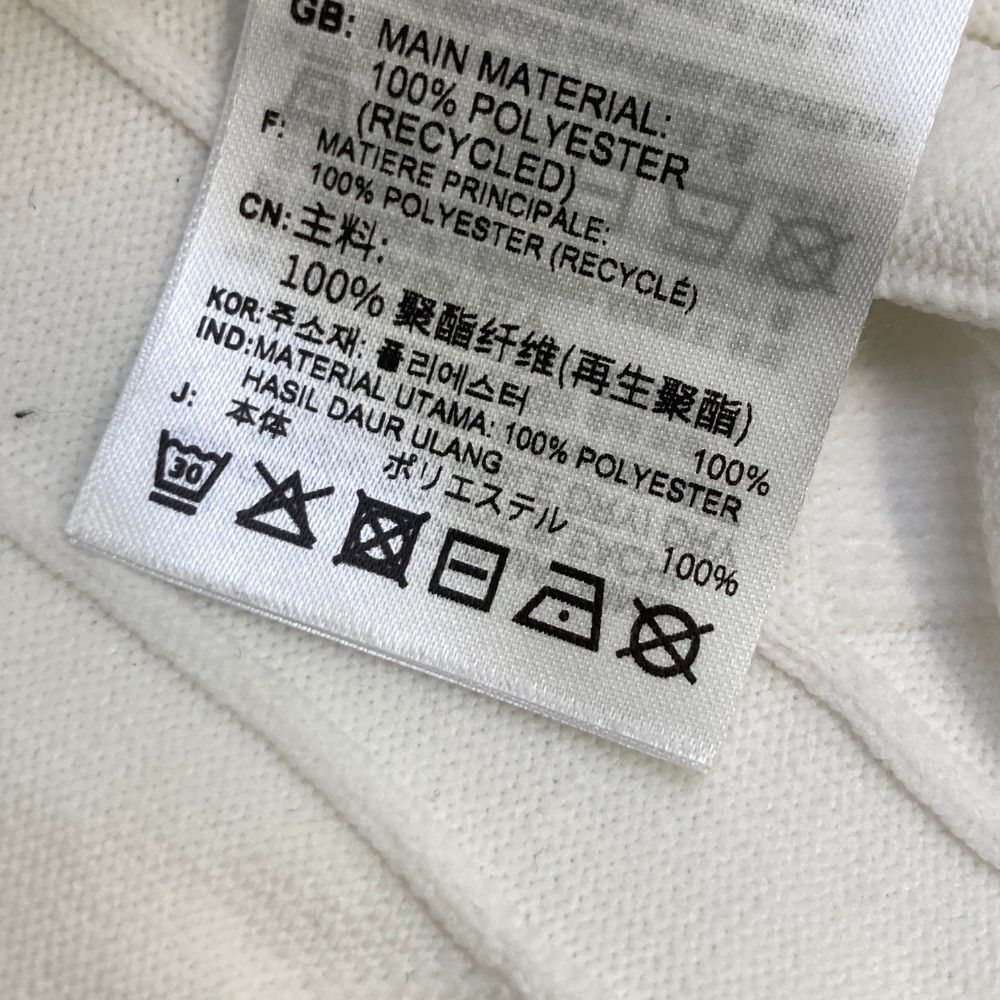 GB: MAIN MATERIAL:
100% POLYESTER
(RECYCLED)
F: MATIERE PRINCIPALE:
100% POLYESTER (RECYCLÉ)
CN: 主料:
100% 聚酯纤维(再生聚酯)
KOR: 주소재: 폴리에스터 100%
IND: MATERIAL UTAMA: 100% POLYESTER
HASIL DAUR ULANG
J: 本体
ポリエステル 100%
30